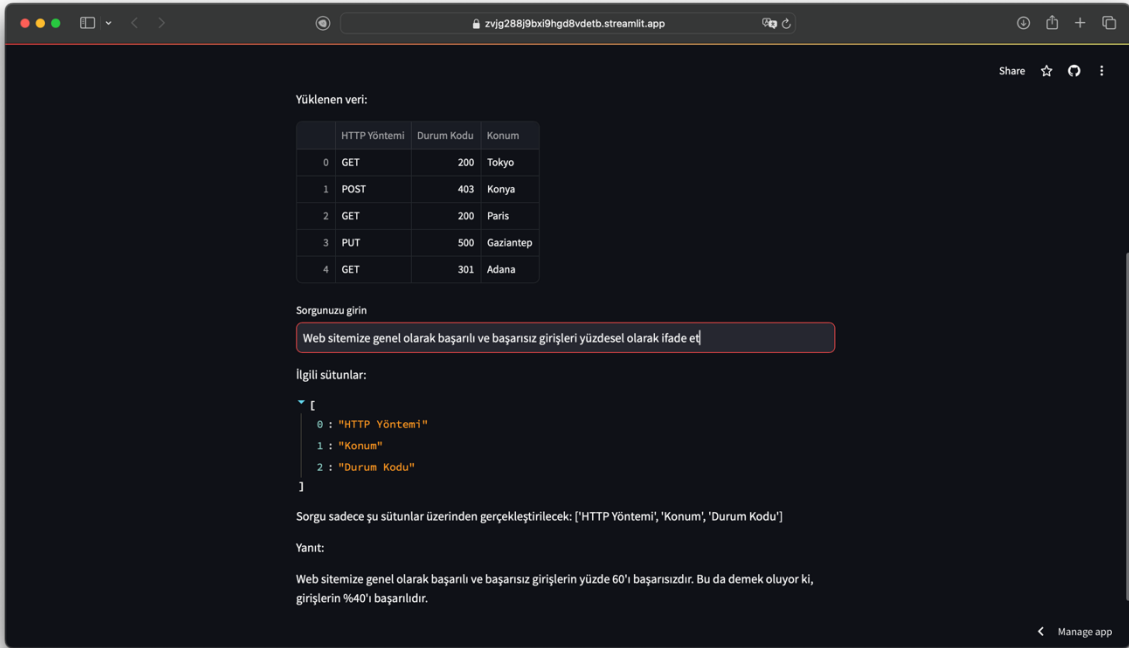 zvjg288j9bxi9hgd8vdetb.streamlit.app
Share
Yüklenen veri:
HTTP Yöntemi Durum Kodu Konum
0 GET 200 Tokyo
1 POST 403 Konya
2 GET 200 Paris
3 PUT 500 Gaziantep
4 GET 301 Adana
Sorgunuzu girin
Web sitemize genel olarak başarılı ve başarısız girişleri yüzdesel olarak ifade et
İlgili sütunlar:
[
0 : "HTTP Yöntemi"
1 : "Konum"
2 : "Durum Kodu"
]
Sorgu sadece şu sütunlar üzerinden gerçekleştirilecek: ['HTTP Yöntemi', 'Konum', 'Durum Kodu']
Yanıt:
Web sitemize genel olarak başarılı ve başarısız girişlerin yüzde 60'ı başarısızdır. Bu da demek oluyor ki,
girişlerin %40'ı başarılıdır.
Manage app